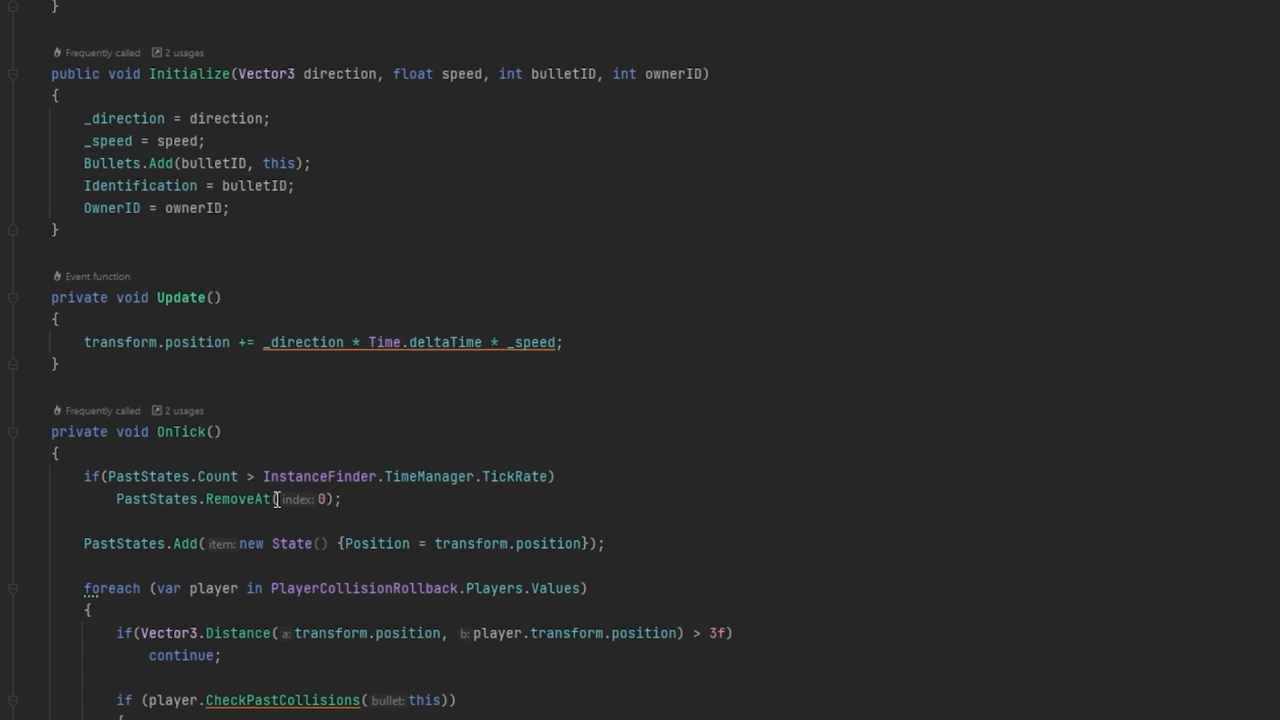 }
Frequently called 2 usages
public void Initialize(Vector3 direction, float speed, int bulletID, int ownerID)
{
_direction = direction;
_speed = speed;
Bullets.Add(bulletID, this);
Identification = bulletID;
OwnerID = ownerID;
}
Event function
private void Update()
{
transform.position += _direction * Time.deltaTime * _speed;
}
Frequently called 2 usages
private void OnTick()
{
if(PastStates.Count > InstanceFinder.TimeManager.TickRate)
PastStates.RemoveAt(index: 0);
PastStates.Add(item: new State() {Position = transform.position});
foreach (var player in PlayerCollisionRollback.Players.Values)
{
if(Vector3.Distance(a: transform.position, b: player.transform.position) > 3f)
continue;
if (player.CheckPastCollisions(bullet: this))
{